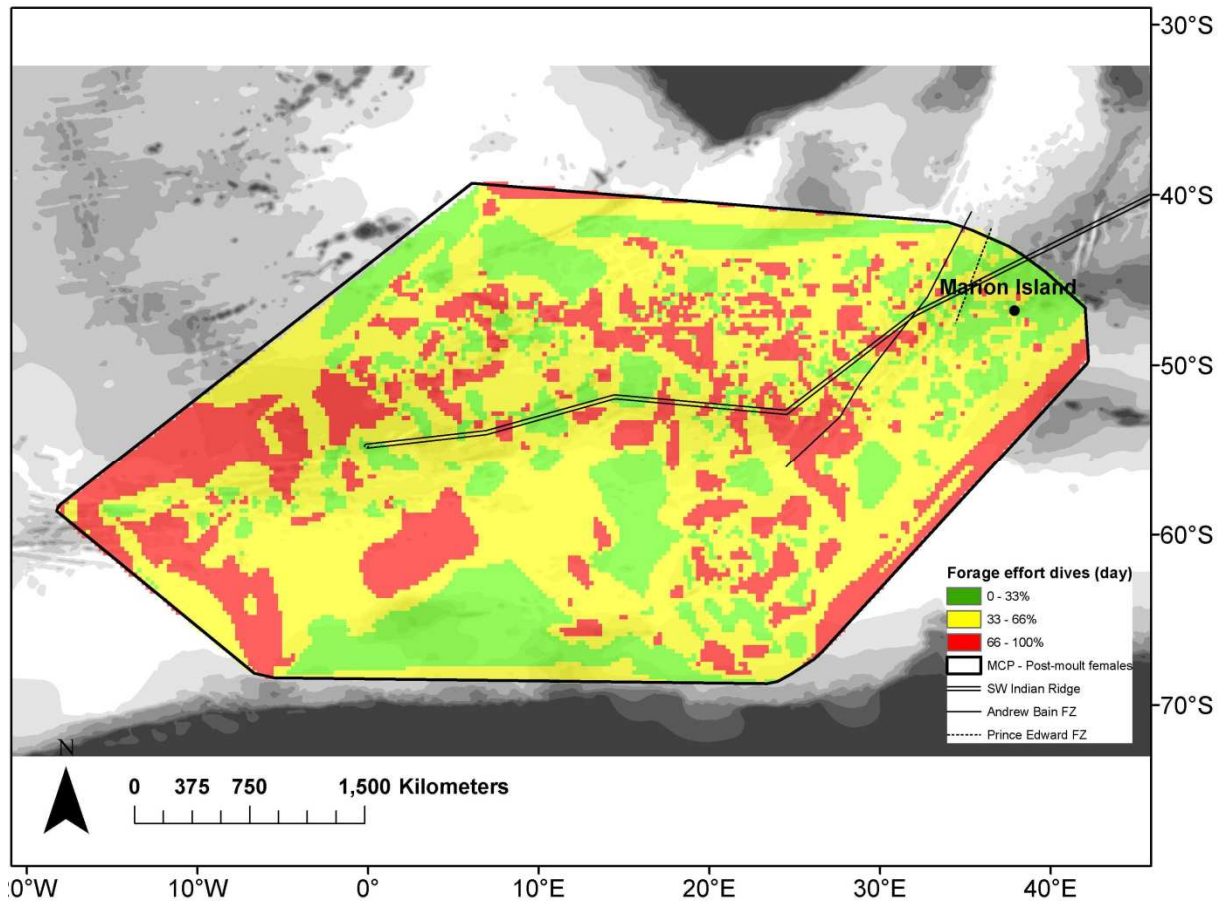 30°S
40°S
Marion Island
50°S
60°S
Forage effort dives (day)
0 - 33%
33 - 66%
66 - 100%
MCP - Post-moult females
SW Indian Ridge
Andrew Bain FZ
Prince Edward FZ
70°S
N
0 375 750 1,500 Kilometers
20°W 10°W 0° 10°E 20°E 30°E 40°E